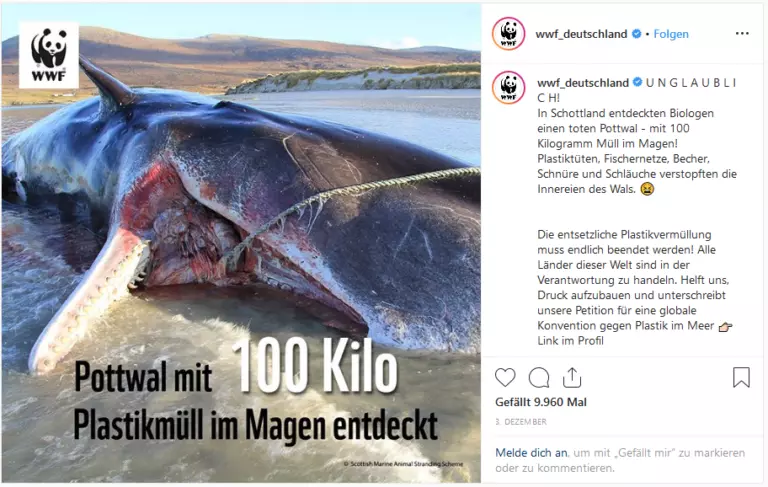 WWF
Pottwal mit 100 Kilo
Plastikmüll im Magen entdeckt
© Scottish Marine Animal Stranding Scheme
WWF
wwf_deutschland • Folgen
WWF
wwf_deutschland U N G L A U B L I
C H!
In Schottland entdeckten Biologen
einen toten Pottwal - mit 100
Kilogramm Müll im Magen!
Plastiktüten, Fischernetze, Becher,
Schnüre und Schläuche verstopften die
Innereien des Wals. 😫
Die entsetzliche Plastikvermüllung
muss endlich beendet werden! Alle
Länder dieser Welt sind in der
Verantwortung zu handeln. Helft uns,
Druck aufzubauen und unterschreibt
unsere Petition für eine globale
Konvention gegen Plastik im Meer 👉🏻
Link im Profil
Gefällt 9.960 Mal
3. DEZEMBER
Melde dich an, um mit „Gefällt mir“ zu markieren
oder zu kommentieren.